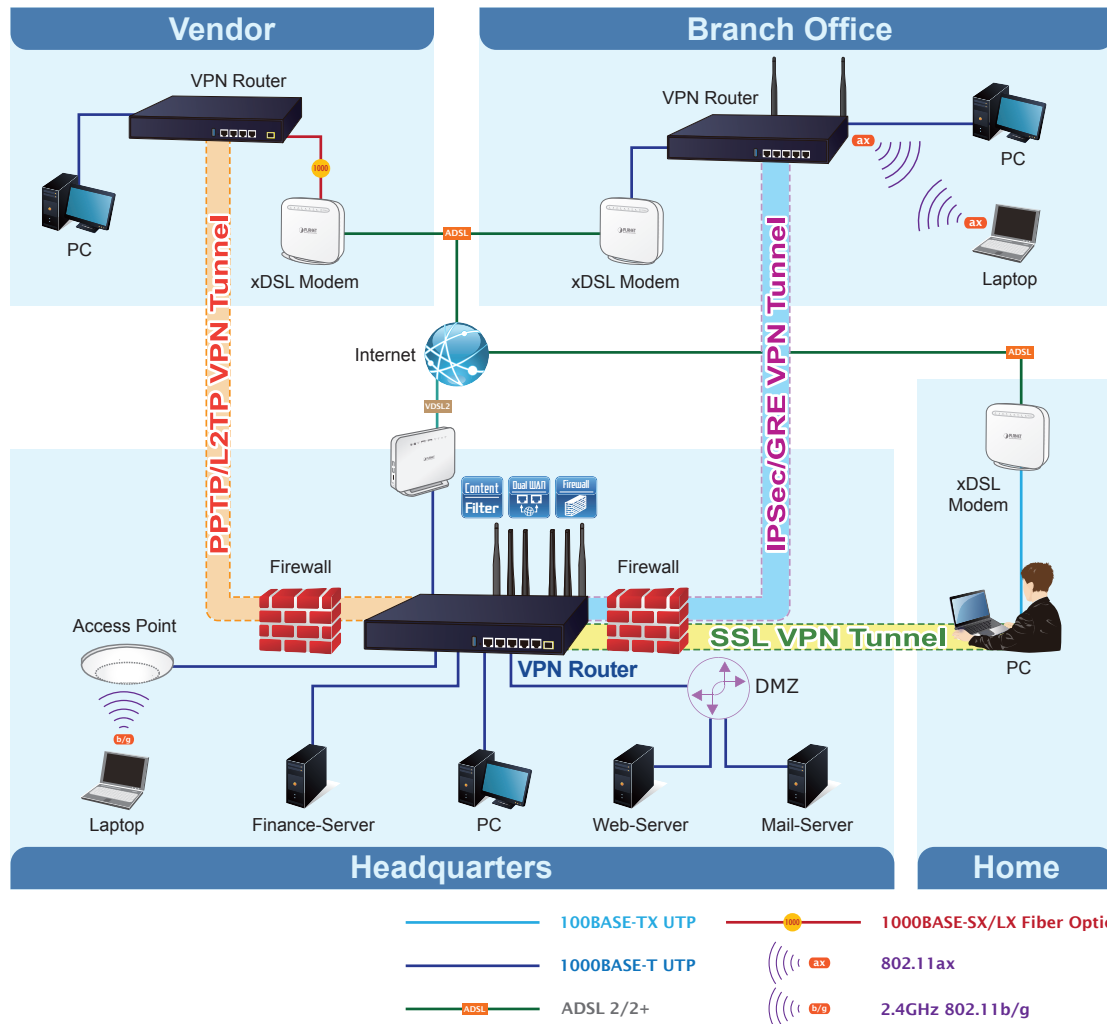 Vendor
Branch Office
VPN Router
VPN Router
ax
PC
1000
PC
PLANET
xDSL Modem
ADSL
PLANET
xDSL Modem
ax
Laptop
PPTP/L2TP VPN Tunnel
IPSec/GRE VPN Tunnel
Internet
ADSL
VDSL2
PLANET
xDSL
Modem
Content
Filter
Dual WAN
Firewall
Firewall
Firewall
Access Point
SSL VPN Tunnel
VPN Router
PC
DMZ
b/g
Laptop
Finance-Server
PC
Web-Server
Mail-Server
Headquarters
Home
100BASE-TX UTP
1000
1000BASE-SX/LX Fiber Optic
1000BASE-T UTP
ax
802.11ax
ADSL
ADSL 2/2+
b/g
2.4GHz 802.11b/g